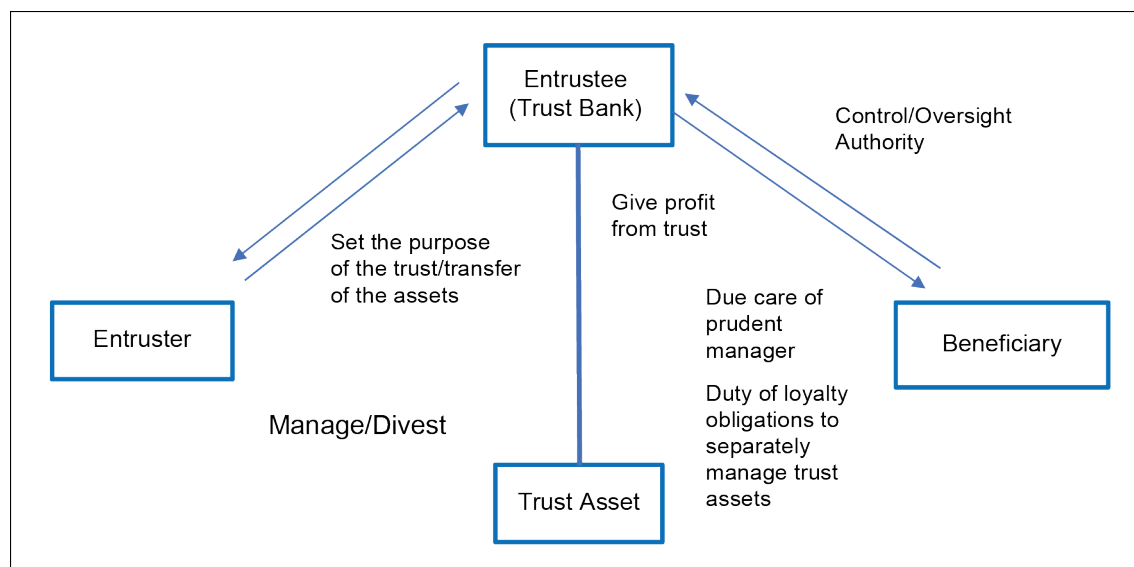 Entrustee
(Trust Bank)
Control/Oversight
Authority
Give profit
from trust
Set the purpose
of the trust/transfer
of the assets
Due care of
prudent
manager
Entruster
Beneficiary
Duty of loyalty
obligations to
separately
manage trust
assets
Manage/Divest
Trust Asset